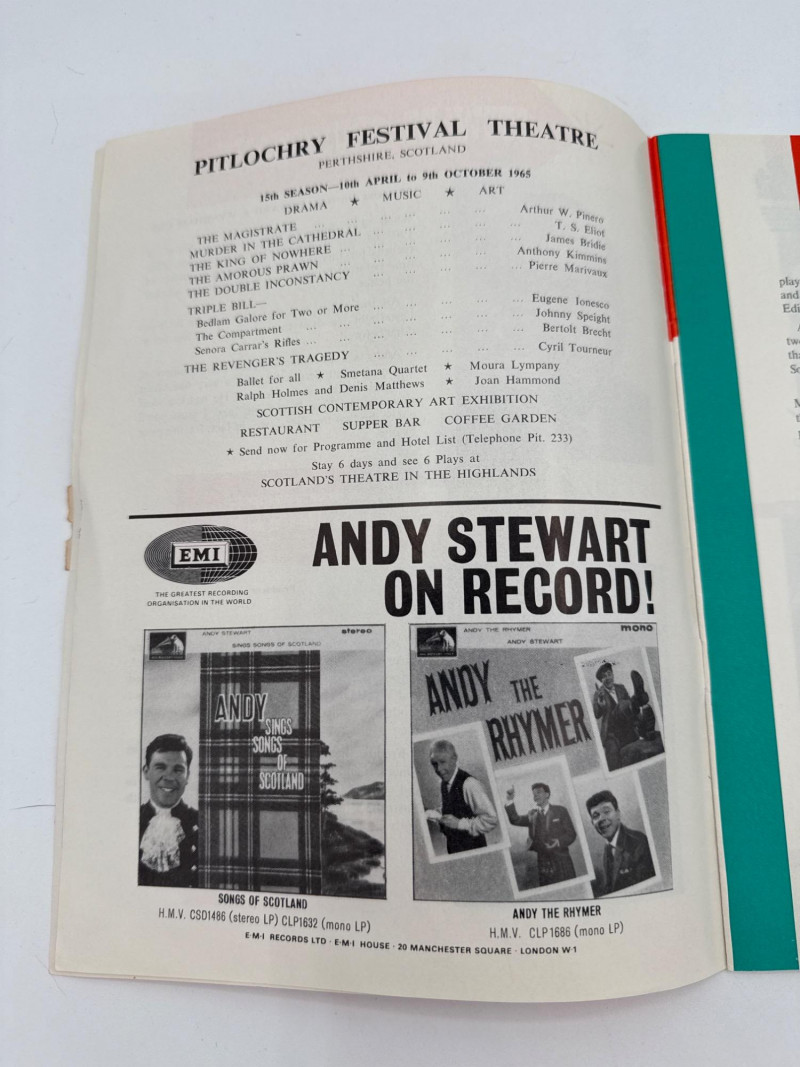 PITLOCHRY FESTIVAL THEATRE
PERTHSHIRE, SCOTLAND
15th SEASON—10th APRIL to 9th OCTOBER 1965
DRAMA ★ MUSIC ★ ART
THE MAGISTRATE ... ... ... ... ... Arthur W. Pinero
MURDER IN THE CATHEDRAL ... ... ... ... T. S. Eliot
THE KING OF NOWHERE ... ... ... ... ... James Bridie
THE AMOROUS PRAWN ... ... ... ... ... Anthony Kimmins
THE DOUBLE INCONSTANCY ... ... ... ... Pierre Marivaux
TRIPLE BILL—
Bedlam Galore for Two or More ... ... ... ... Eugene Ionesco
The Compartment ... ... ... ... ... Johnny Speight
Senora Carrar's Rifles ... ... ... ... ... Bertolt Brecht
THE REVENGER'S TRAGEDY ... ... ... ... Cyril Tourneur
Ballet for all ★ Smetana Quartet ★ Moura Lympany
Ralph Holmes and Denis Matthews ★ Joan Hammond
SCOTTISH CONTEMPORARY ART EXHIBITION
RESTAURANT SUPPER BAR COFFEE GARDEN
★ Send now for Programme and Hotel List (Telephone Pit. 233)
Stay 6 days and see 6 Plays at
SCOTLAND'S THEATRE IN THE HIGHLANDS
EMI
THE GREATEST RECORDING
ORGANISATION IN THE WORLD
ANDY STEWART
ON RECORD!
ANDY STEWART stereo
SINGS SONGS OF SCOTLAND
ANDY
SINGS
SONGS
OF
SCOTLAND
ANDY THE RHYMER mono
ANDY STEWART
ANDY THE
RHYMER
SONGS OF SCOTLAND
H.M.V. CSD1486 (stereo LP) CLP1632 (mono LP)
ANDY THE RHYMER
H.M.V. CLP1686 (mono LP)
E·M·I RECORDS LTD · E·M·I HOUSE · 20 MANCHESTER SQUARE · LONDON W·1
play
and
Edi